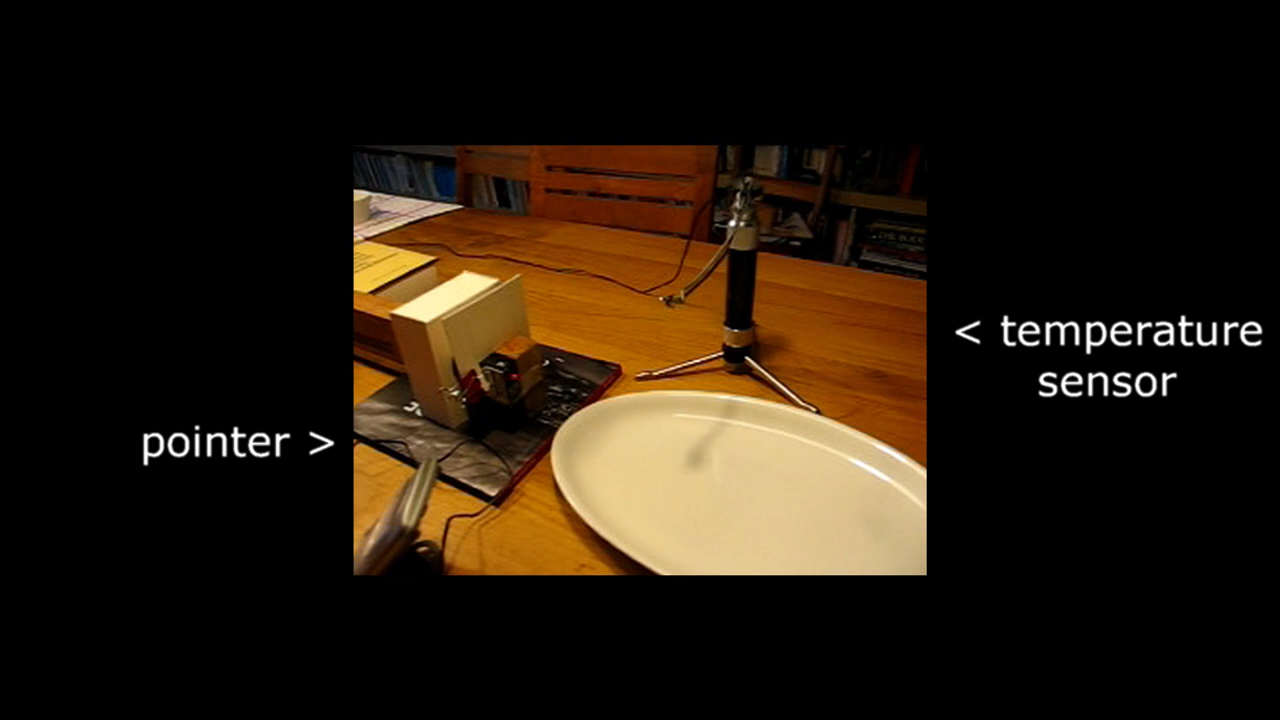 < temperature
sensor
pointer >